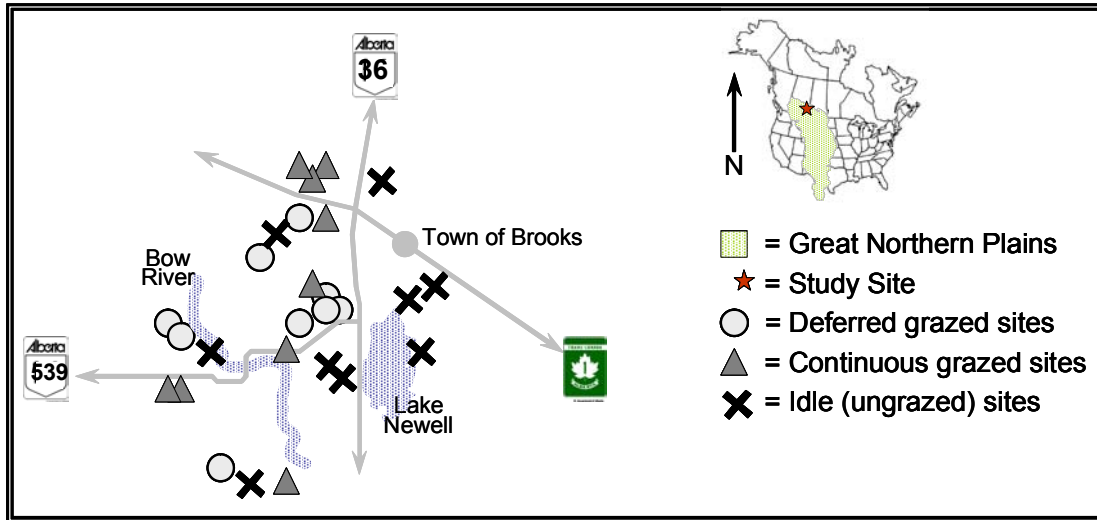 Alberta
36
N
Town of Brooks
Bow
River
Alberta
539
Lake
Newell
1
= Great Northern Plains
= Study Site
= Deferred grazed sites
= Continuous grazed sites
= Idle (ungrazed) sites